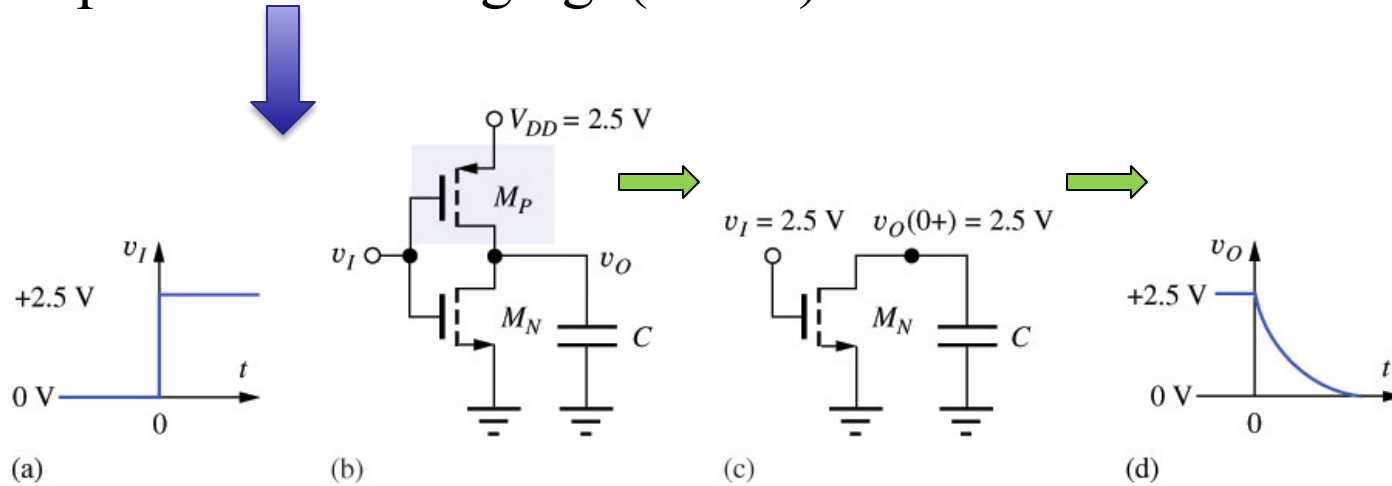 V_DD = 2.5 V
M_P
v_I
v_O
M_N
C
v_I
+2.5 V
t
0 V
0
v_I = 2.5 V
v_O(0+) = 2.5 V
M_N
C
v_O
+2.5 V
t
0 V
0
(a)
(b)
(c)
(d)